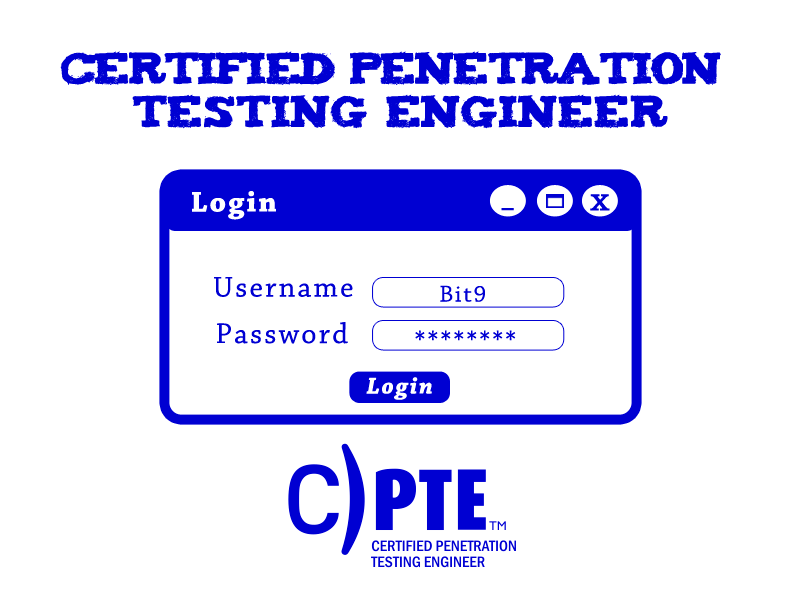 CERTIFIED PENETRATION
TESTING ENGINEER
Login _ X
Username Bit9
Password ********
Login
C)PTE™
CERTIFIED PENETRATION
TESTING ENGINEER